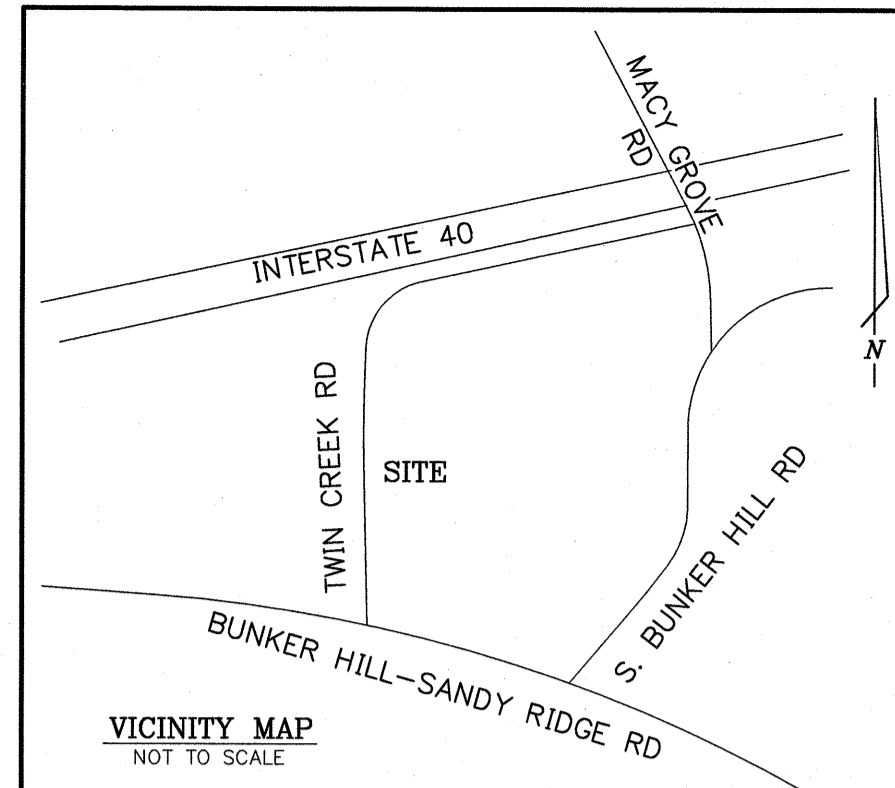 MACY GROVE
RD
INTERSTATE 40
N
TWIN CREEK RD
SITE
S. BUNKER HILL RD
BUNKER HILL-SANDY RIDGE RD
VICINITY MAP
NOT TO SCALE